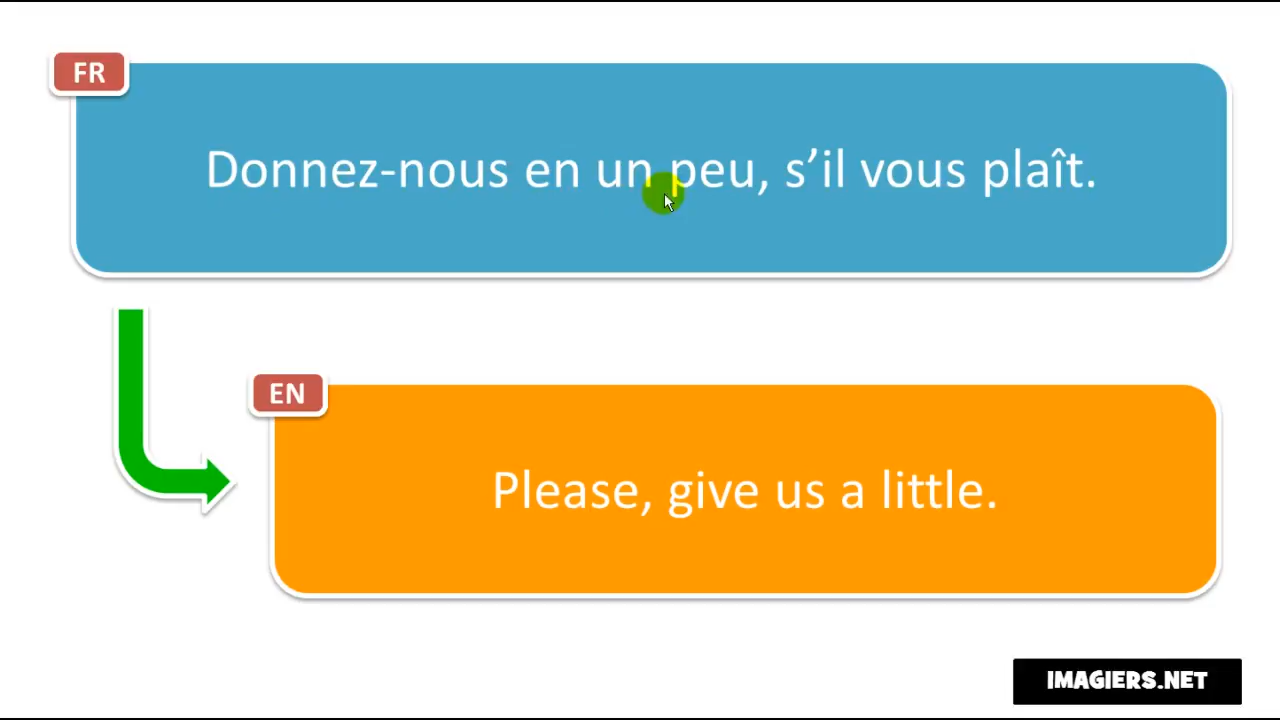 FR
Donnez-nous en un peu, s’il vous plaît.
EN
Please, give us a little.
IMAGIERS.NET